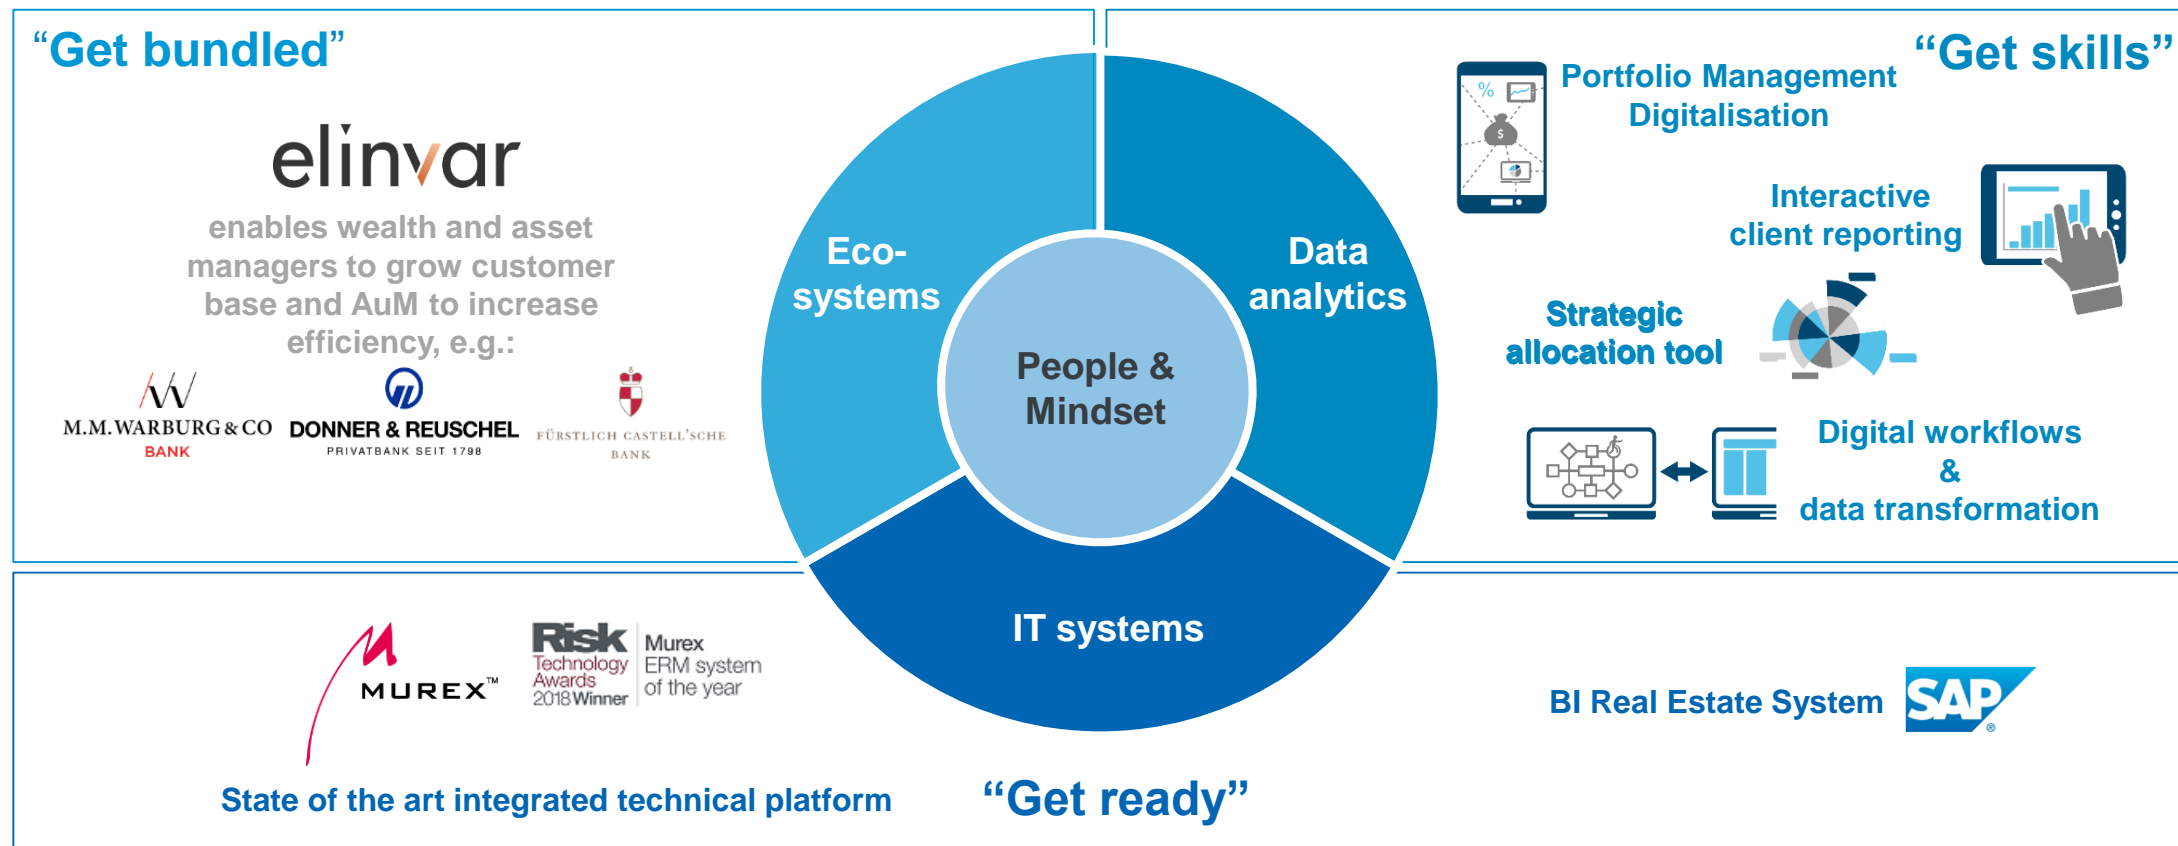 “Get bundled”
elinvar
enables wealth and asset
managers to grow customer
base and AuM to increase
efficiency, e.g.:
M.M.WARBURG & CO
BANK
DONNER & REUSCHEL
PRIVATBANK SEIT 1798
FÜRSTLICH CASTELL’SCHE
BANK
Eco-
systems
Data
analytics
People &
Mindset
IT systems
“Get skills”
%
$
Portfolio Management
Digitalisation
Interactive
client reporting
Strategic
allocation tool
Digital workflows
&
data transformation
MUREX™
Risk
Technology
Awards
2018 Winner
Murex
ERM system
of the year
State of the art integrated technical platform
“Get ready”
BI Real Estate System
SAP®